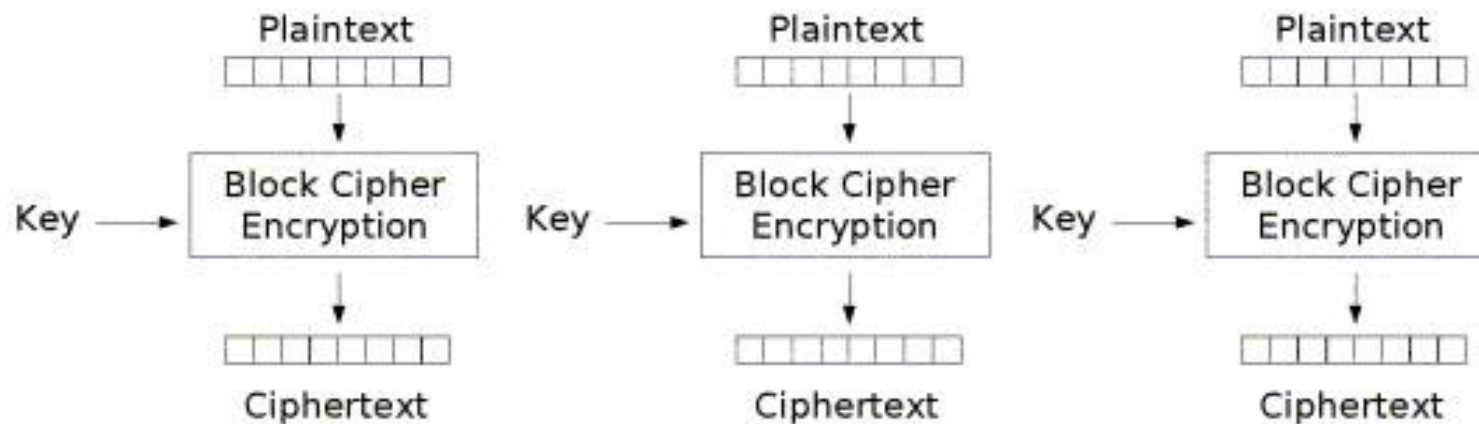 Plaintext
Plaintext
Plaintext
Key
Block Cipher
Encryption
Key
Block Cipher
Encryption
Key
Block Cipher
Encryption
Ciphertext
Ciphertext
Ciphertext